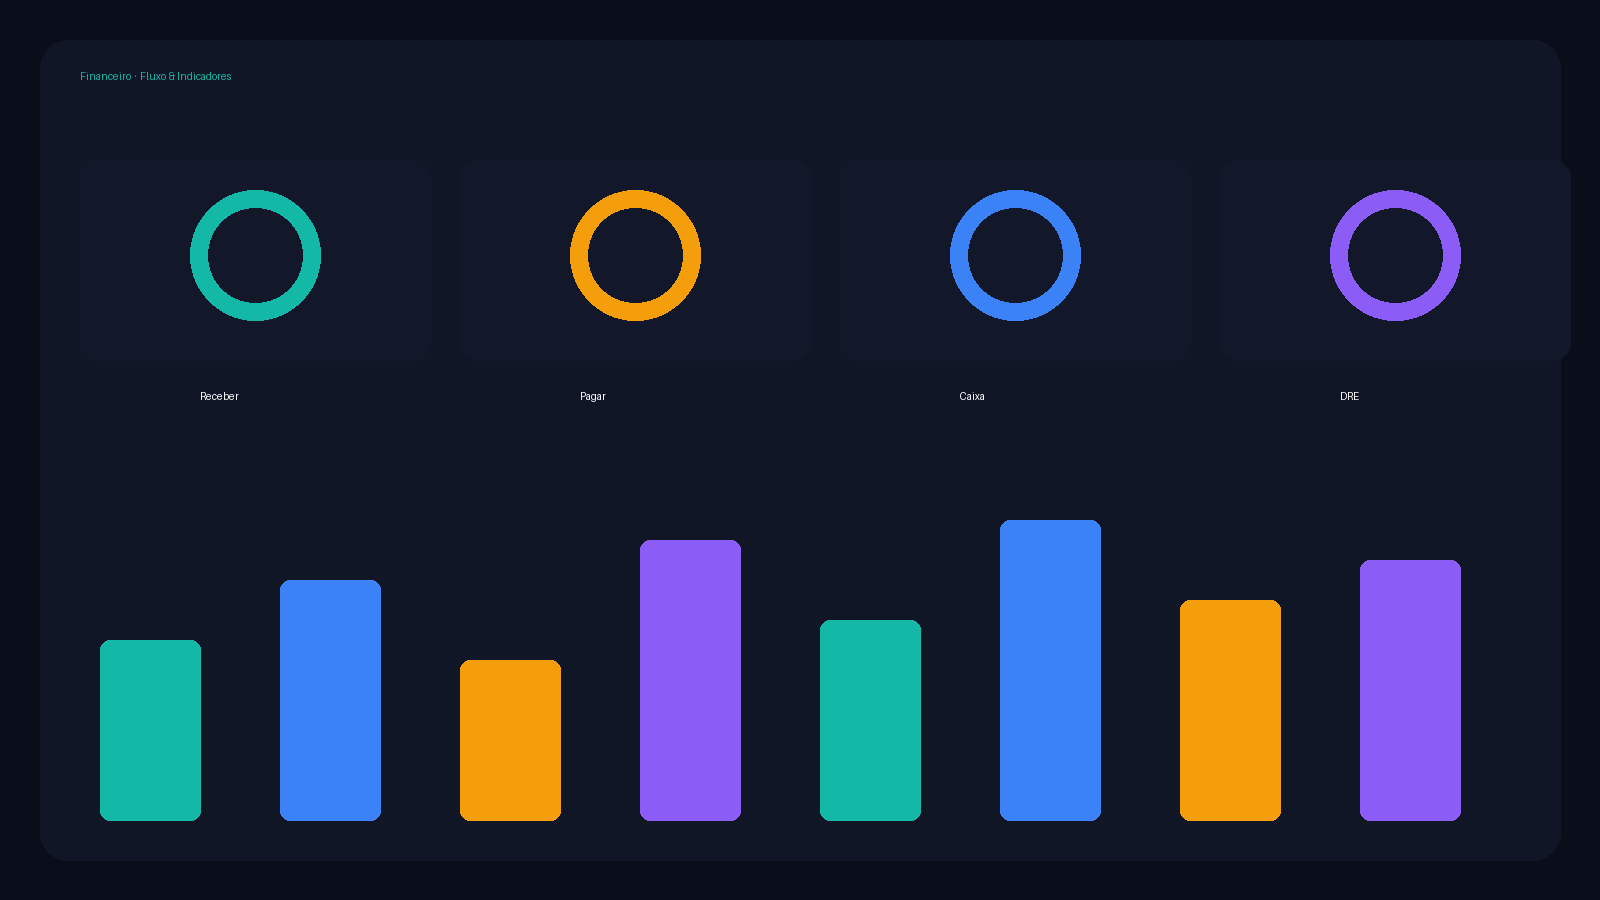 Financeiro · Fluxo & Indicadores
Receber
Pagar
Caixa
DRE